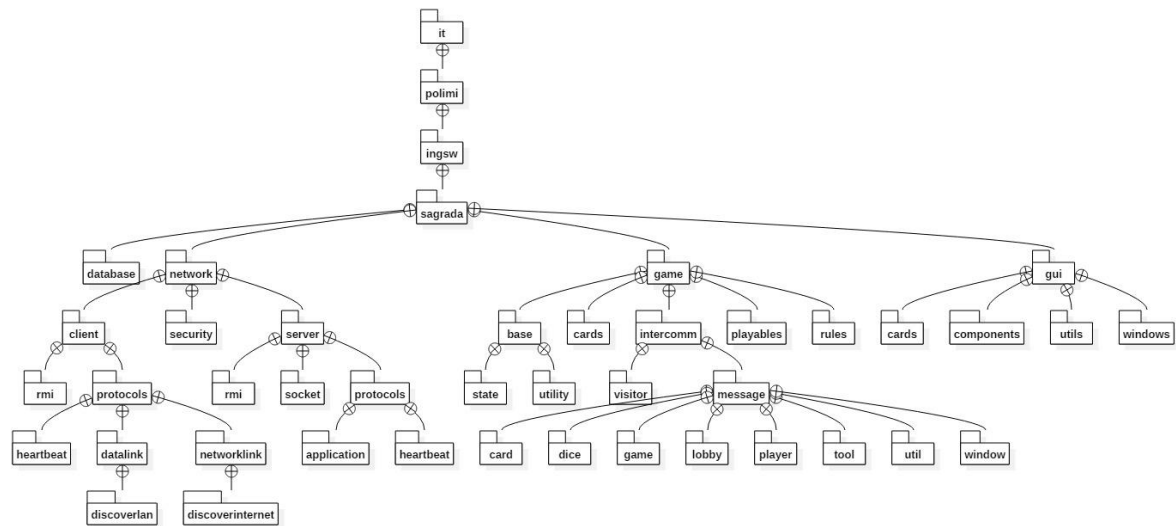 it
polimi
ingsw
sagrada
database
network
game
gui
client
security
server
base
cards
intercomm
playables
rules
cards
components
utils
windows
rmi
protocols
rmi
socket
protocols
state
utility
visitor
message
heartbeat
datalink
networklink
application
heartbeat
card
dice
game
lobby
player
tool
util
window
discoverlan
discoverinternet